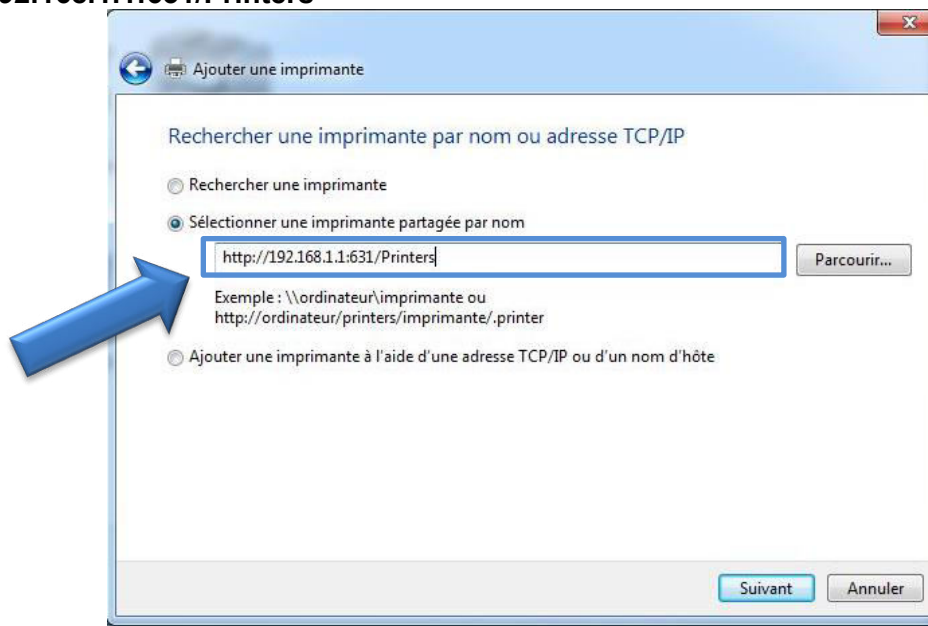 Ajouter une imprimante
Rechercher une imprimante par nom ou adresse TCP/IP
Rechercher une imprimante
Sélectionner une imprimante partagée par nom
http://192.168.1.1:631/Printers
Parcourir...
Exemple : \\ordinateur\imprimante ou
http://ordinateur/printers/imprimante/.printer
Ajouter une imprimante à l'aide d'une adresse TCP/IP ou d'un nom d'hôte
Suivant
Annuler